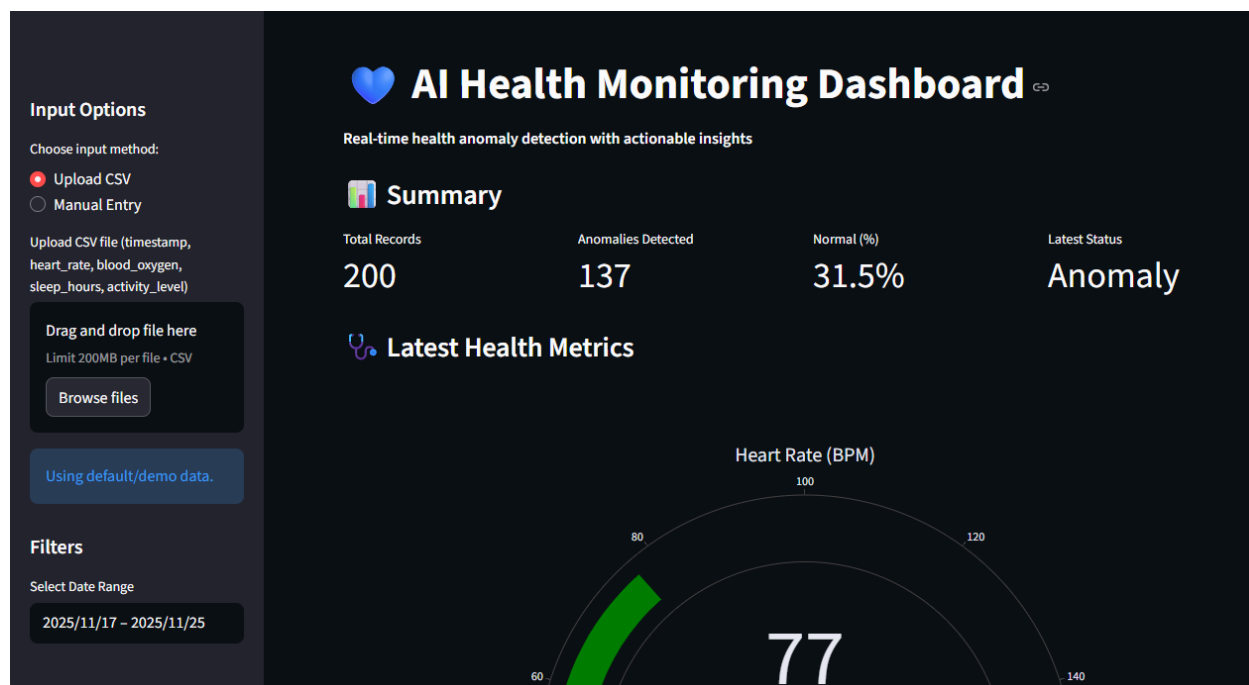 Input Options
Choose input method:
Upload CSV
Manual Entry
Upload CSV file (timestamp,
heart_rate, blood_oxygen,
sleep_hours, activity_level)
Drag and drop file here
Limit 200MB per file • CSV
Browse files
Using default/demo data.
Filters
Select Date Range
2025/11/17 – 2025/11/25
AI Health Monitoring Dashboard
Real-time health anomaly detection with actionable insights
Summary
Total Records
200
Anomalies Detected
137
Normal (%)
31.5%
Latest Status
Anomaly
Latest Health Metrics
Heart Rate (BPM)
100
80
120
77
60
140